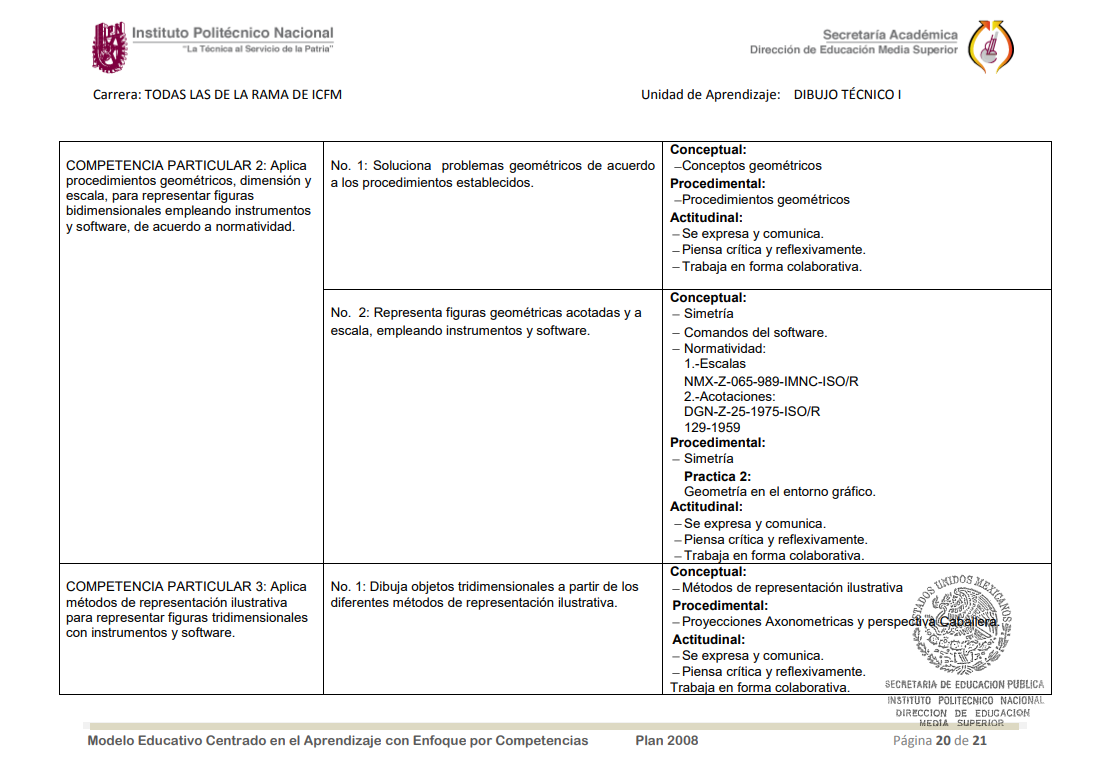 Instituto Politécnico Nacional
"La Técnica al Servicio de la Patria"
Secretaría Académica
Dirección de Educación Media Superior
Carrera: TODAS LAS DE LA RAMA DE ICFM
Unidad de Aprendizaje: DIBUJO TÉCNICO I
COMPETENCIA PARTICULAR 2: Aplica
procedimientos geométricos, dimensión y
escala, para representar figuras
bidimensionales empleando instrumentos
y software, de acuerdo a normatividad.
No. 1: Soluciona problemas geométricos de acuerdo
a los procedimientos establecidos.
Conceptual:
–Conceptos geométricos
Procedimental:
–Procedimientos geométricos
Actitudinal:
– Se expresa y comunica.
– Piensa crítica y reflexivamente.
– Trabaja en forma colaborativa.
No. 2: Representa figuras geométricas acotadas y a
escala, empleando instrumentos y software.
Conceptual:
– Simetría
– Comandos del software.
– Normatividad:
1.-Escalas
NMX-Z-065-989-IMNC-ISO/R
2.-Acotaciones:
DGN-Z-25-1975-ISO/R
129-1959
Procedimental:
– Simetría
Practica 2:
Geometría en el entorno gráfico.
Actitudinal:
– Se expresa y comunica.
– Piensa crítica y reflexivamente.
– Trabaja en forma colaborativa.
COMPETENCIA PARTICULAR 3: Aplica
métodos de representación ilustrativa
para representar figuras tridimensionales
con instrumentos y software.
No. 1: Dibuja objetos tridimensionales a partir de los
diferentes métodos de representación ilustrativa.
Conceptual:
– Métodos de representación ilustrativa
Procedimental:
– Proyecciones Axonometricas y perspectiva Caballera.
Actitudinal:
– Se expresa y comunica.
– Piensa crítica y reflexivamente.
Trabaja en forma colaborativa.
ESTADOS UNIDOS MEXICANOS
SECRETARIA DE EDUCACION PUBLICA
INSTITUTO POLITECNICO NACIONAL
DIRECCION DE EDUCACION
MEDIA SUPERIOR
Modelo Educativo Centrado en el Aprendizaje con Enfoque por Competencias
Plan 2008
Página 20 de 21